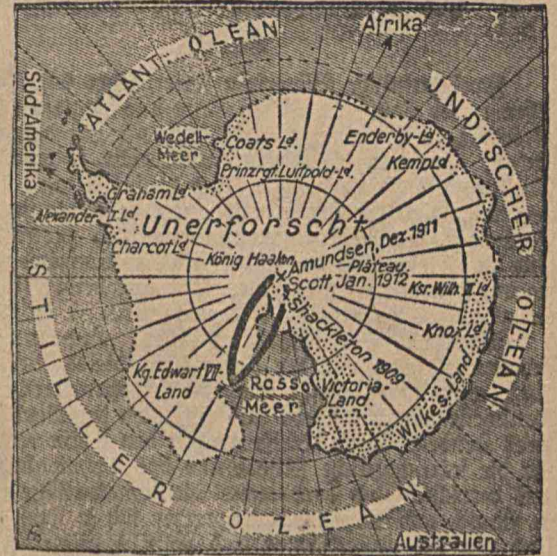 Afrika
ATLANT. OZEAN
Süd-Amerika
INDISCHER OZEAN
Wedell-
Meer
Coats Ld.
Enderby-Ld.
Kemp Ld.
Prinzrgt. Luitpold-Ld.
Graham Ld.
Alexander
I. Ld.
Charcot Ld.
Unerforscht
König Haakon
Plateau
Amundsen, Dez. 1911
Scott, Jan. 1912
Ksr. Wilh. II. Ld.
Shackleton 1909
Knox Ld.
Kg. Edwart VII-
Land
Ross
Meer
Victoria
Land
Wilkes-Land
STILLER OZEAN
Australien